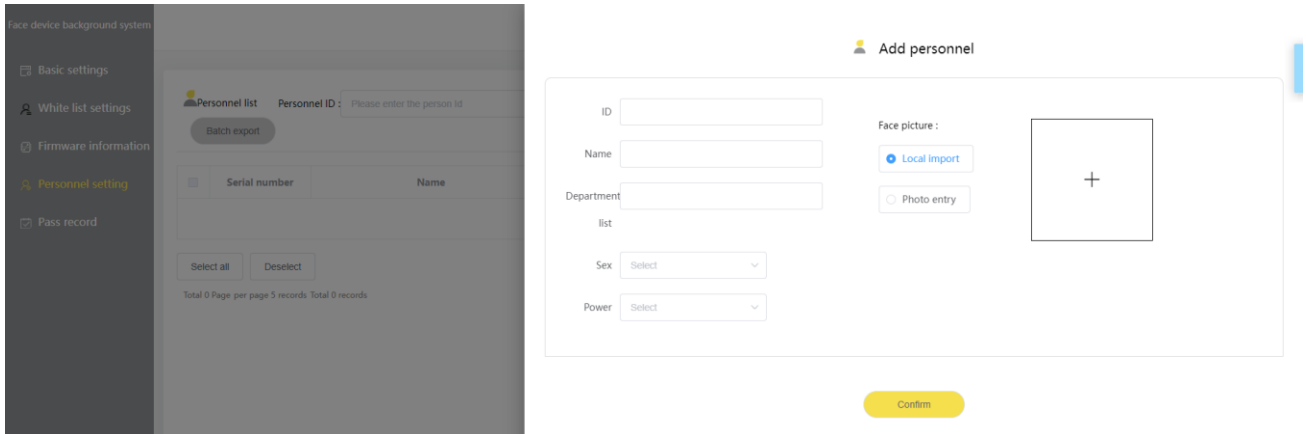 Face device background system
Basic settings
White list settings
Firmware information
Personnel setting
Pass record
Personnel list Personnel ID : Please enter the person Id
Batch export
Serial number Name
Select all Deselect
Total 0 Page per page 5 records Total 0 records
Add personnel
ID
Name
Department
list
Sex Select
Power Select
Face picture :
Local import
Photo entry
Confirm